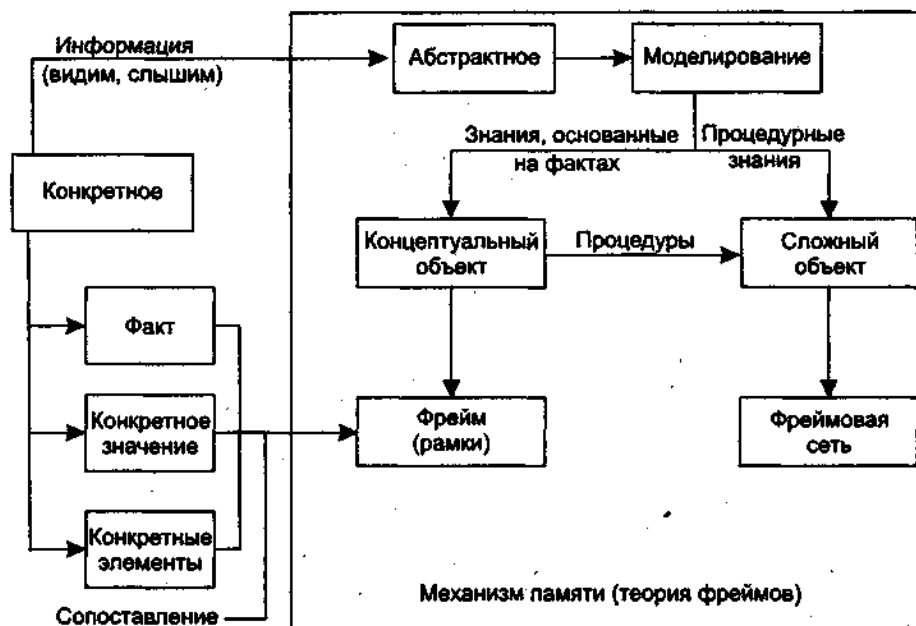 Информация
(видим, слышим)
Абстрактное
Моделирование
Знания, основанные
на фактах
Процедурные
знания
Конкретное
Концептуальный
объект
Процедуры
Сложный
объект
Факт
Конкретное
значение
Фрейм
(рамки)
Фреймовая
сеть
Конкретные
элементы
Сопоставление
Механизм памяти (теория фреймов)